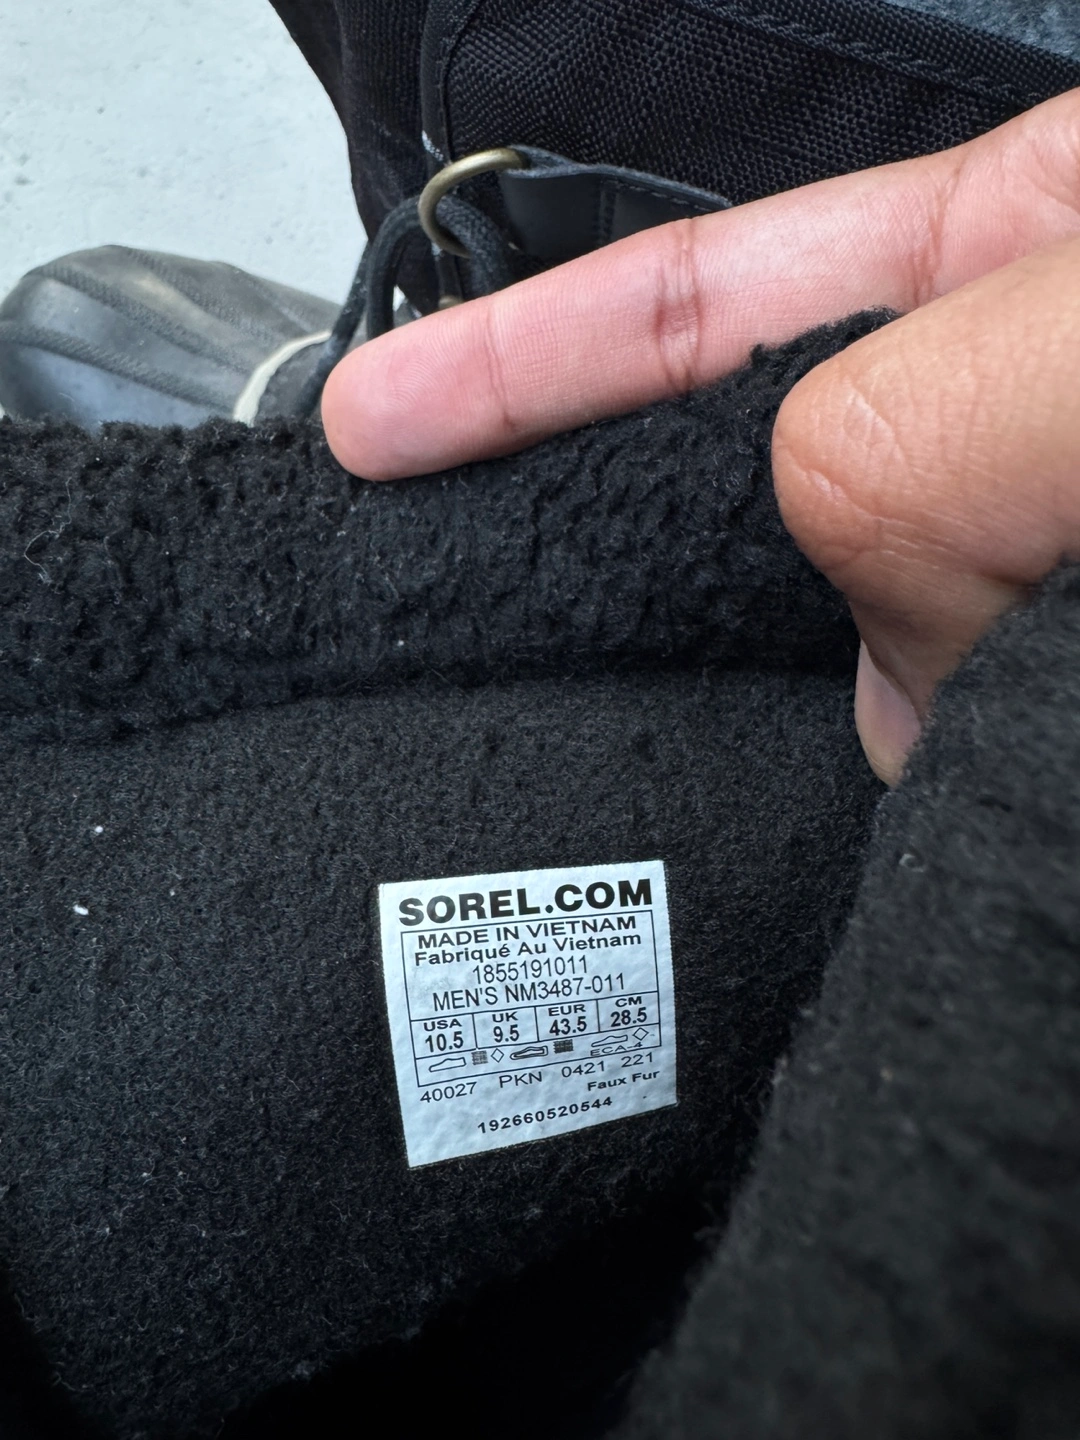 SOREL.COM
MADE IN VIETNAM
Fabriqué Au Vietnam
1855191011
MEN'S NM3487-011
USA UK EUR CM
10.5 9.5 43.5 28.5
ECA-4
40027 PKN 0421 221
Faux Fur
192660520544